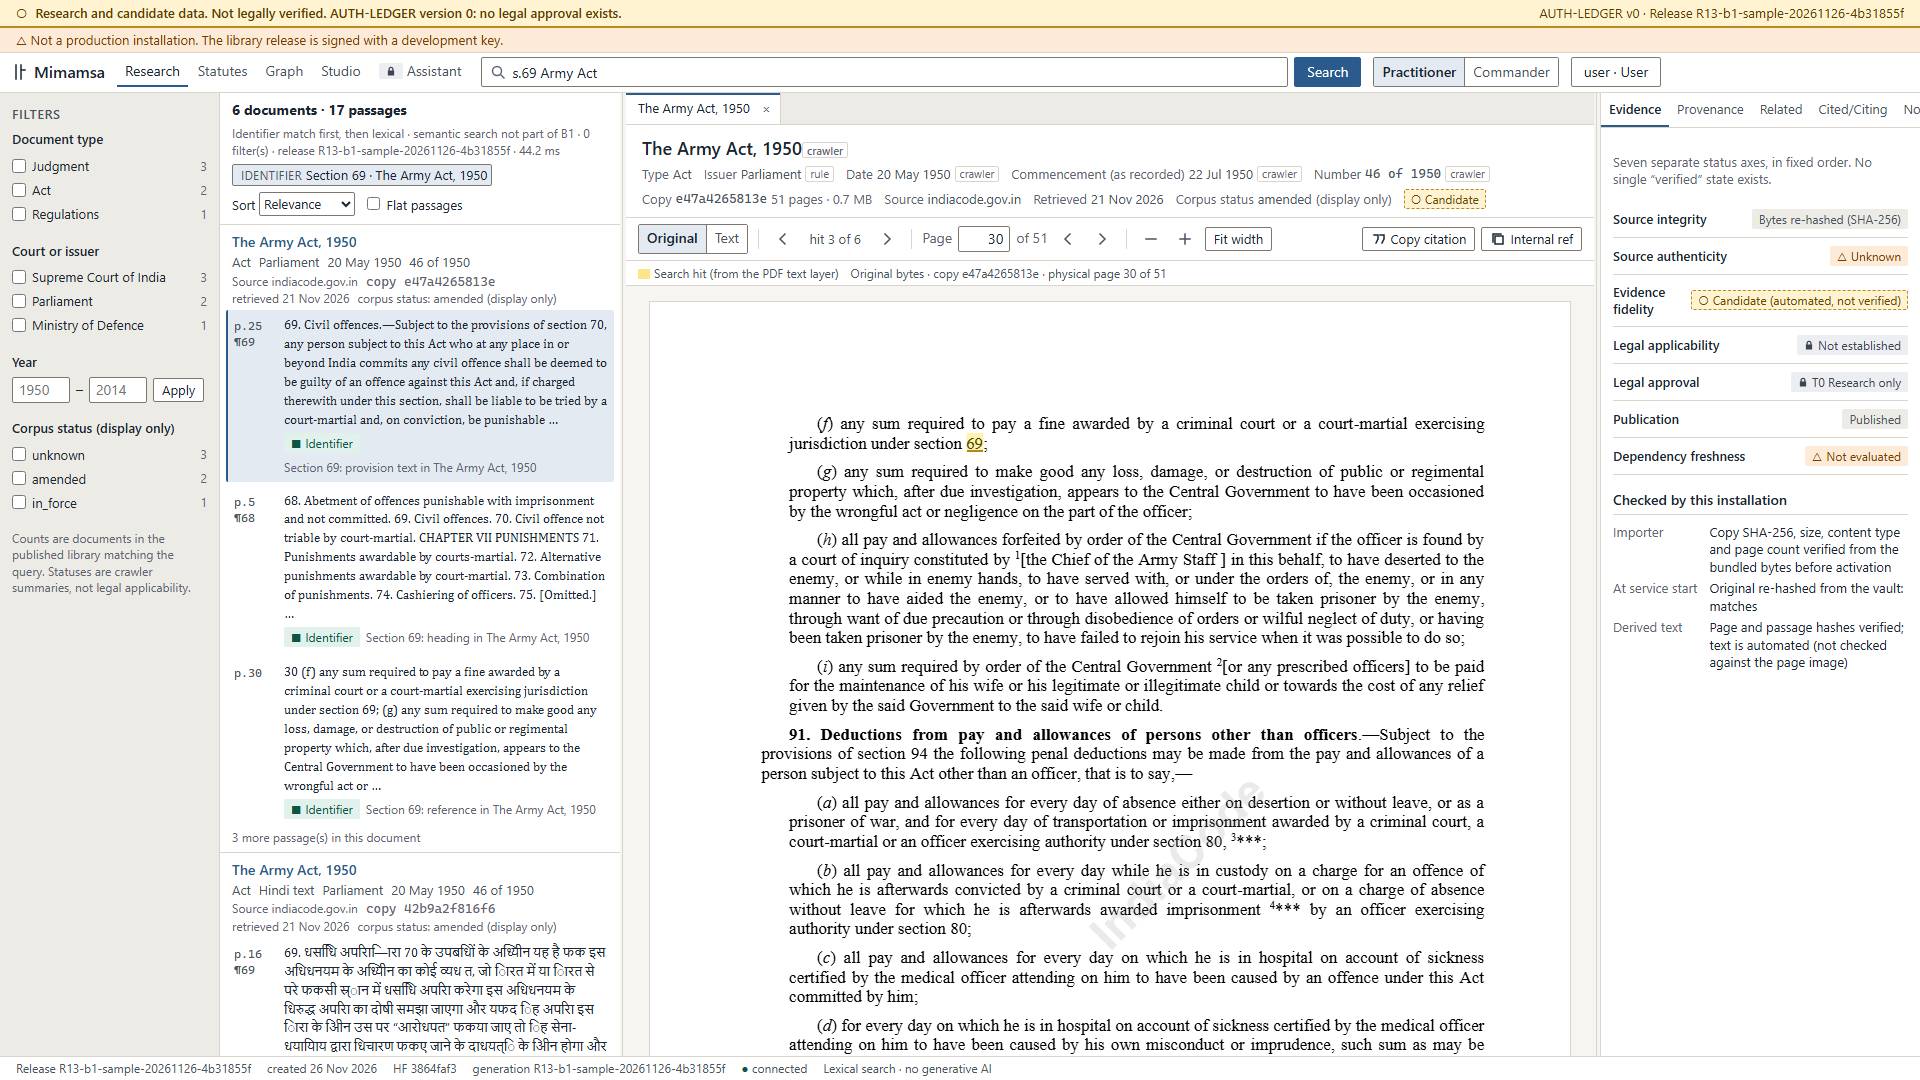 Research and candidate data. Not legally verified. AUTH-LEDGER version 0: no legal approval exists.
AUTH-LEDGER v0 · Release R13-b1-sample-20261126-4b31855f
⚠ Not a production installation. The library release is signed with a development key.
Mimamsa
Research Statutes Graph Studio Assistant
s.69 Army Act
Search
Practitioner Commander
user · User
FILTERS
Document type
Judgment 3
Act 2
Regulations 1
Court or issuer
Supreme Court of India 3
Parliament 2
Ministry of Defence 1
Year
1950 – 2014 Apply
Corpus status (display only)
unknown 3
amended 2
in_force 1
Counts are documents in the
published library matching the
query. Statuses are crawler
summaries, not legal applicability.
6 documents · 17 passages
Identifier match first, then lexical · semantic search not part of B1 · 0
filter(s) · release R13-b1-sample-20261126-4b31855f · 44.2 ms
IDENTIFIER Section 69 · The Army Act, 1950
Sort Relevance Flat passages
The Army Act, 1950
Act Parliament 20 May 1950 46 of 1950
Source indiacode.gov.in copy e47a4265813e
retrieved 21 Nov 2026 corpus status: amended (display only)
p.25
¶69
69. Civil offences.—Subject to the provisions of section 70,
any person subject to this Act who at any place in or
beyond India commits any civil offence shall be deemed to
be guilty of an offence against this Act and, if charged
therewith under this section, shall be liable to be tried by a
court-martial and, on conviction, be punishable ...
Identifier
Section 69: provision text in The Army Act, 1950
p.5
¶68
68. Abetment of offences punishable with imprisonment
and not committed. 69. Civil offences. 70. Civil offence not
triable by court-martial. CHAPTER VII PUNISHMENTS 71.
Punishments awardable by courts-martial. 72. Alternative
punishments awardable by court-martial. 73. Combination
of punishments. 74. Cashiering of officers. 75. [Omitted.]
...
Identifier Section 69: heading in The Army Act, 1950
p.30
30 (f) any sum required to pay a fine awarded by a
criminal court or a court-martial exercising jurisdiction
under section 69; (g) any sum required to make good any
loss, damage, or destruction of public or regimental
property which, after due investigation, appears to the
Central Government to have been occasioned by the
wrongful act or ...
Identifier Section 69: reference in The Army Act, 1950
3 more passage(s) in this document
The Army Act, 1950
Act Hindi text Parliament 20 May 1950 46 of 1950
Source indiacode.gov.in copy 42b9a2f816f6
retrieved 21 Nov 2026 corpus status: amended (display only)
p.16
¶69
The Army Act, 1950 ×
The Army Act, 1950 crawler
Type Act Issuer Parliament rule Date 20 May 1950 crawler Commencement (as recorded) 22 Jul 1950 crawler Number 46 of 1950 crawler
Copy e47a4265813e 51 pages · 0.7 MB Source indiacode.gov.in Retrieved 21 Nov 2026 Corpus status amended (display only) Candidate
Original Text hit 3 of 6 Page 30 of 51 Fit width Copy citation Internal ref
Search hit (from the PDF text layer) Original bytes · copy e47a4265813e · physical page 30 of 51
(f) any sum required to pay a fine awarded by a criminal court or a court-martial exercising
jurisdiction under section 69;
(g) any sum required to make good any loss, damage, or destruction of public or regimental
property which, after due investigation, appears to the Central Government to have been occasioned
by the wrongful act or negligence on the part of the officer;
(h) all pay and allowances forfeited by order of the Central Government if the officer is found by
a court of inquiry constituted by 1[the Chief of the Army Staff ] in this behalf, to have deserted to the
enemy, or while in enemy hands, to have served with, or under the orders of, the enemy, or in any
manner to have aided the enemy, or to have allowed himself to be taken prisoner by the enemy,
through want of due precaution or through disobedience of orders or wilful neglect of duty, or having
been taken prisoner by the enemy, to have failed to rejoin his service when it was possible to do so;
(i) any sum required by order of the Central Government 2[or any prescribed officers] to be paid
for the maintenance of his wife or his legitimate or illegitimate child or towards the cost of any relief
given by the said Government to the said wife or child.
91. Deductions from pay and allowances of persons other than officers.—Subject to the
provisions of section 94 the following penal deductions may be made from the pay and allowances of a
person subject to this Act other than an officer, that is to say,—
(a) all pay and allowances for every day of absence either on desertion or without leave, or as a
prisoner of war, and for every day of transportation or imprisonment awarded by a criminal court, a
court-martial or an officer exercising authority under section 80, 3***;
(b) all pay and allowances for every day while he is in custody on a charge for an offence of
which he is afterwards convicted by a criminal court or a court-martial, or on a charge of absence
without leave for which he is afterwards awarded imprisonment 4*** by an officer exercising
authority under section 80;
(c) all pay and allowances for every day on which he is in hospital on account of sickness
certified by the medical officer attending on him to have been caused by an offence under this Act
committed by him;
(d) for every day on which he is in hospital on account of sickness certified by the medical officer
attending on him to have been caused by his own misconduct or imprudence, such sum as may be
IndiaCode
Evidence Provenance Related Cited/Citing No
Seven separate status axes, in fixed order. No
single “verified” state exists.
Source integrity Bytes re-hashed (SHA-256)
Source authenticity ⚠ Unknown
Evidence
fidelity
Candidate (automated, not verified)
Legal applicability Not established
Legal approval T0 Research only
Publication Published
Dependency freshness ⚠ Not evaluated
Checked by this installation
Importer Copy SHA-256, size, content type
and page count verified from the
bundled bytes before activation
At service start Original re-hashed from the vault:
matches
Derived text Page and passage hashes verified;
text is automated (not checked
against the page image)
Release R13-b1-sample-20261126-4b31855f created 26 Nov 2026 HF 3864faf3 generation R13-b1-sample-20261126-4b31855f ● connected Lexical search · no generative AI